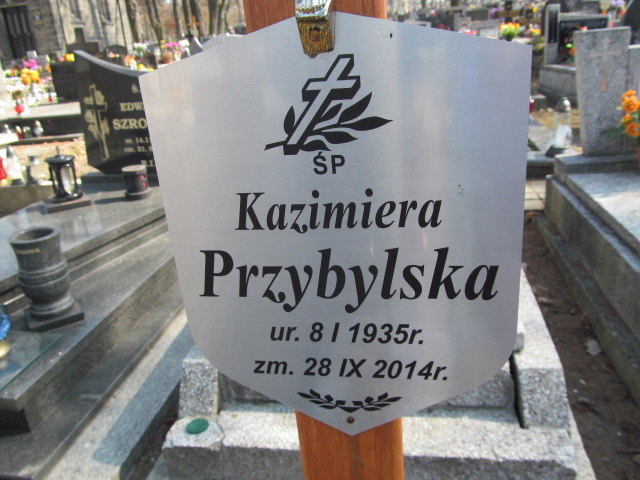 ŚP
Kazimiera
Przybylska
ur. 8 I 1935r.
zm. 28 IX 2014r.